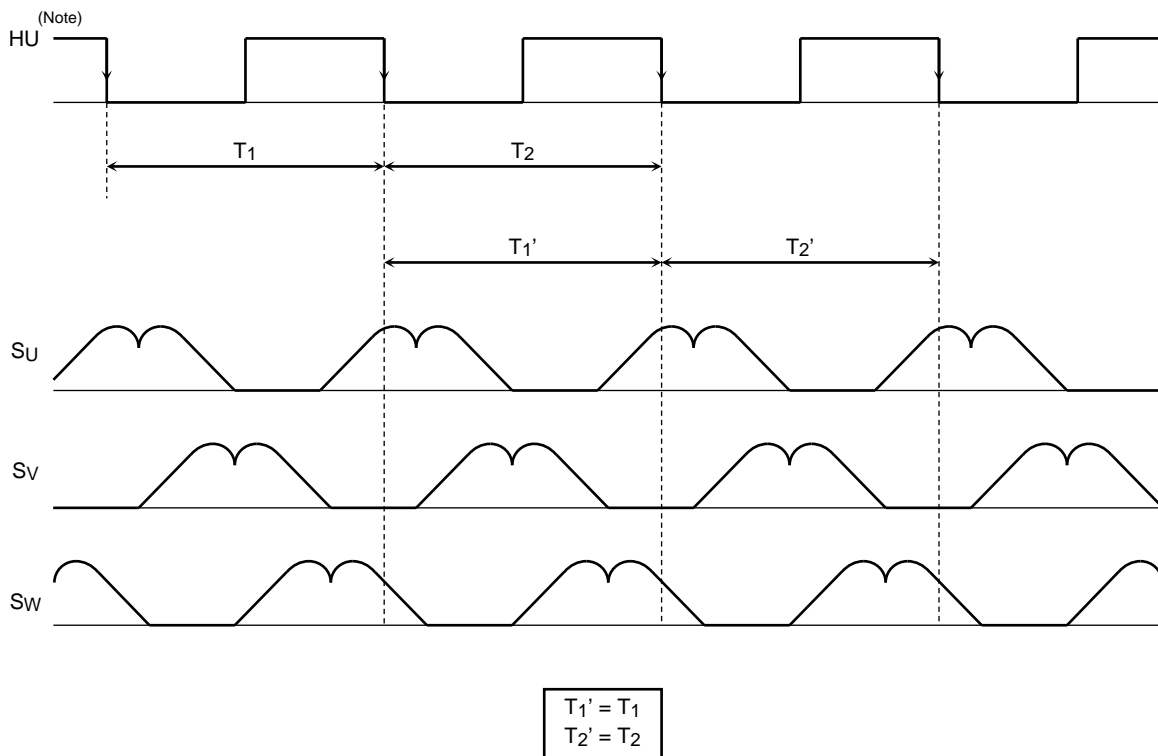 (Note)
HU
T1
T2
T1’
T2’
SU
SV
SW
T1’ = T1
T2’ = T2